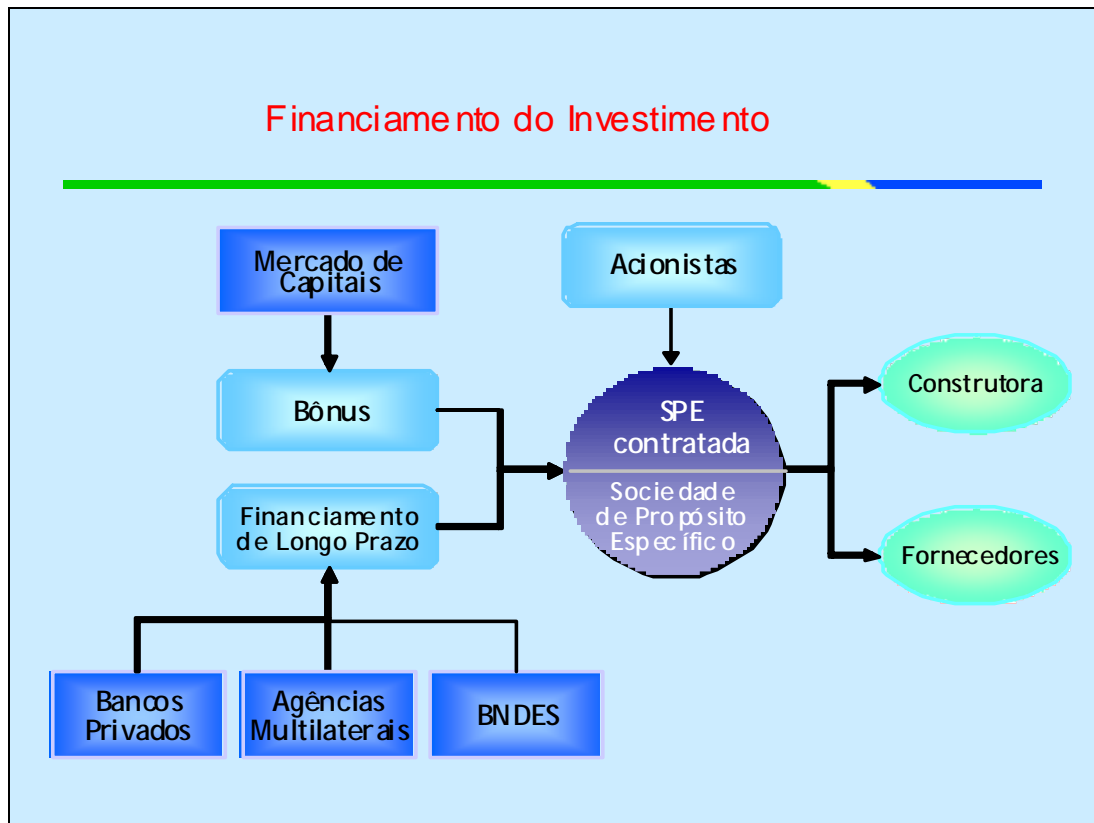 Financiamento do Investimento
Mercado de
Capitais
Acionistas
Bônus
SPE
contratada
Construtora
Financiamento
de Longo Prazo
Sociedade
de Propósito
Específico
Fornecedores
Bancos
Privados
Agências
Multilaterais
BNDES